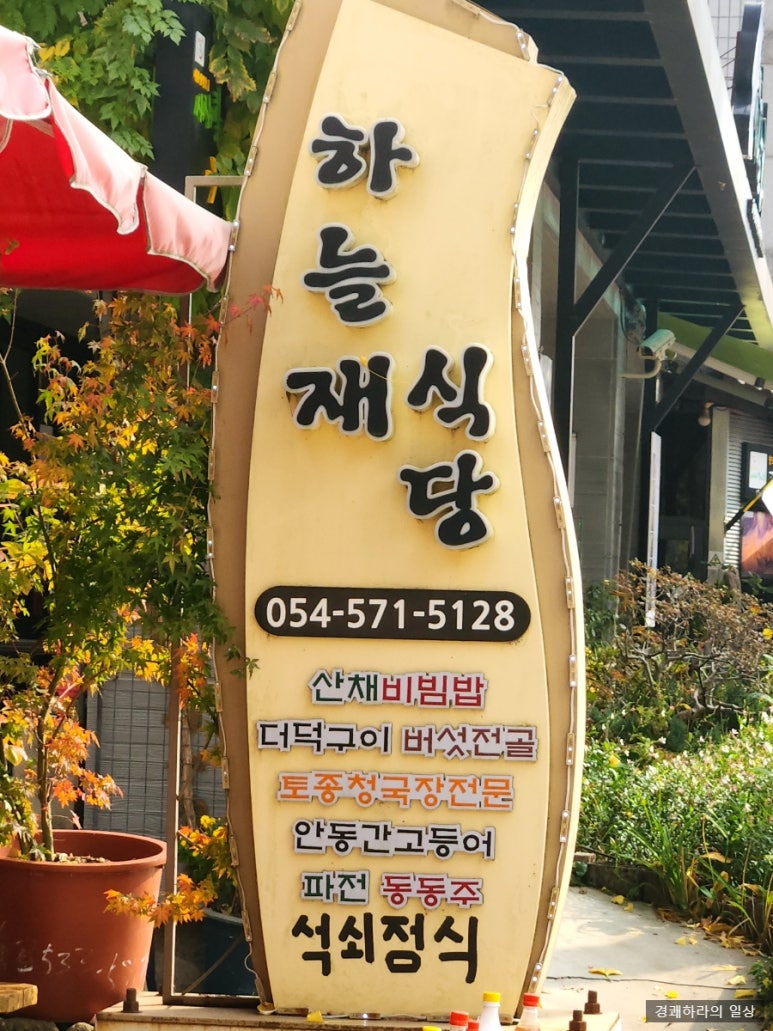 하늘재
식당
054-571-5128
산채비빔밥
더덕구이 버섯전골
토종청국장전문
안동간고등어
파전 동동주
석쇠정식
경쾌하라의 일상